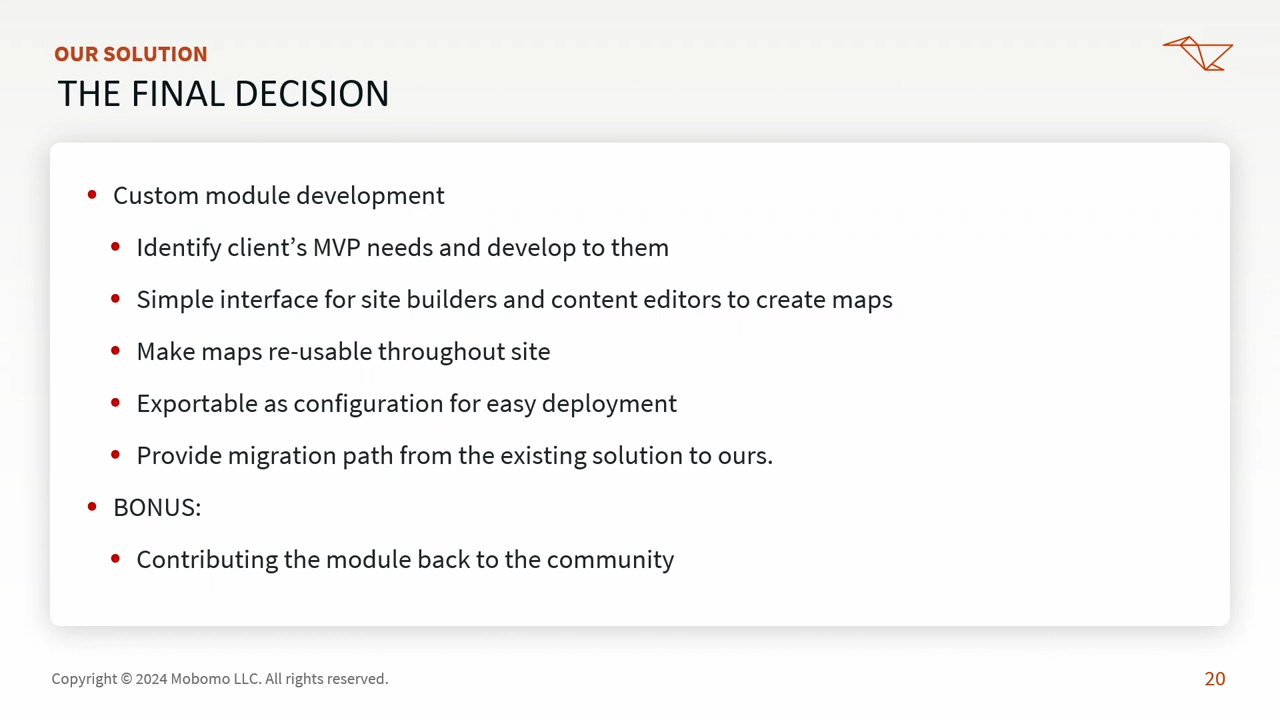 OUR SOLUTION
THE FINAL DECISION
• Custom module development
• Identify client’s MVP needs and develop to them
• Simple interface for site builders and content editors to create maps
• Make maps re-usable throughout site
• Exportable as configuration for easy deployment
• Provide migration path from the existing solution to ours.
• BONUS:
• Contributing the module back to the community
Copyright © 2024 Mobomo LLC. All rights reserved.
20